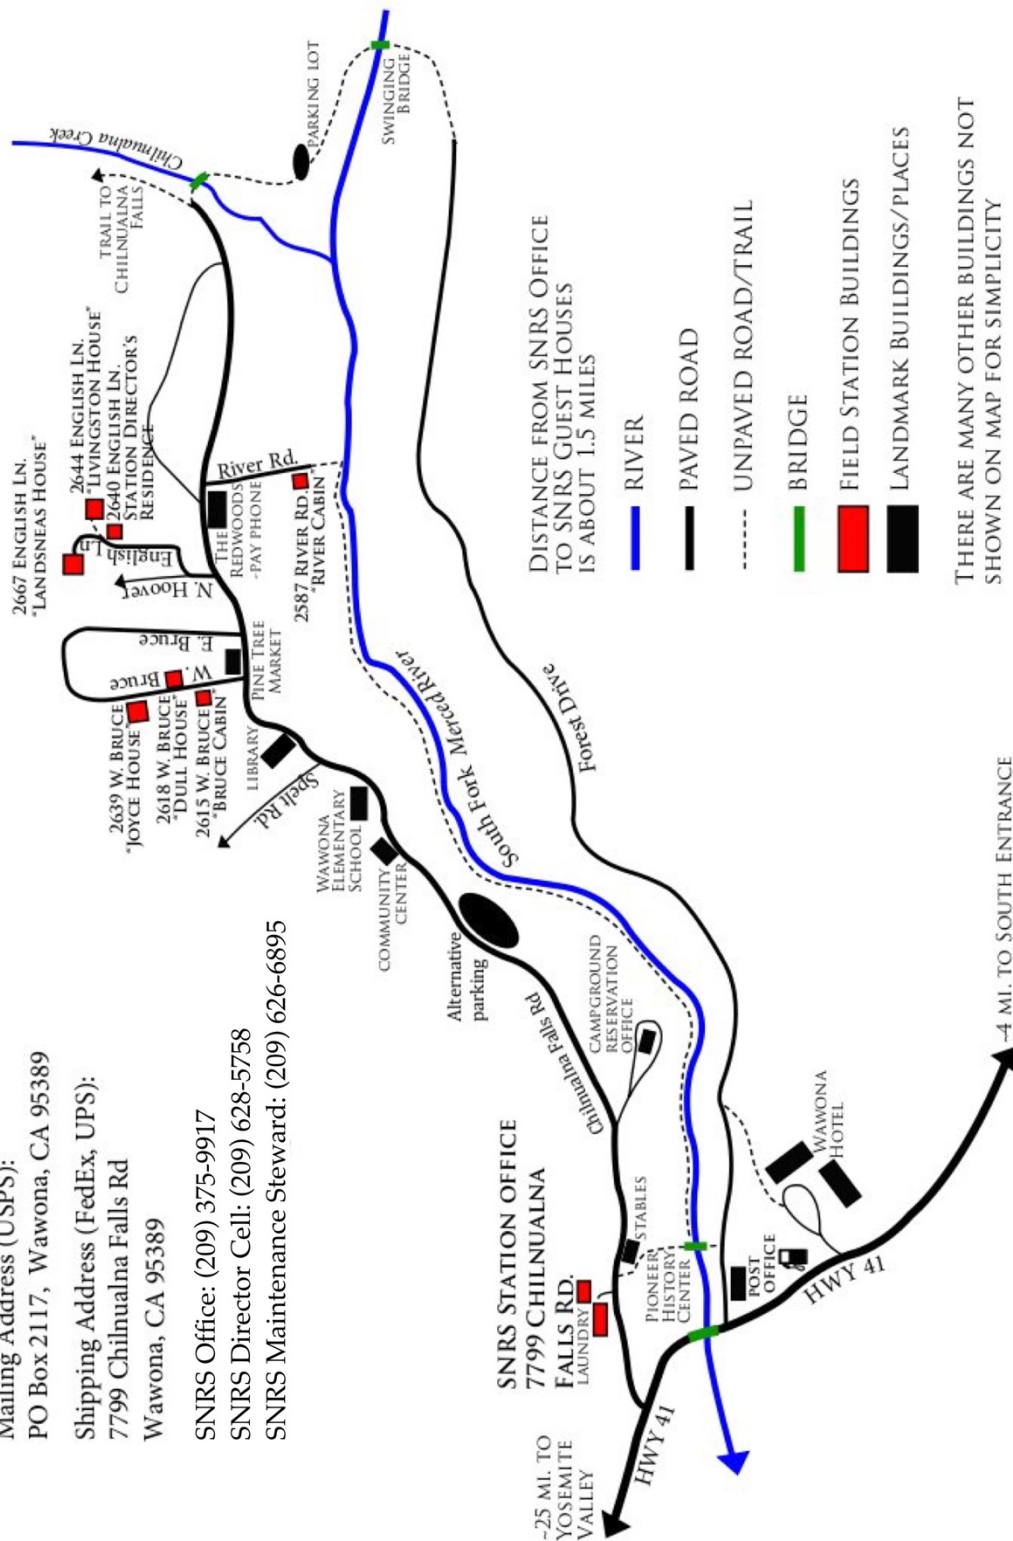 Mailing Address (USPS):
PO Box 2117, Wawona, CA 95389
Shipping Address (FedEx, UPS):
7799 Chilnualna Falls Rd
Wawona, CA 95389
SNRS Office: (209) 375-9917
SNRS Director Cell: (209) 628-5758
SNRS Maintenance Steward: (209) 626-6895
2667 ENGLISH LN.
"LANDSNEAS HOUSE"
2644 ENGLISH LN.
"LIVINGSTON HOUSE"
2640 ENGLISH LN.
STATION DIRECTOR'S
RESIDENCE
TRAIL TO
CHILNUALNA
FALLS
Chilnualna Creek
PARKING LOT
SWINGING
BRIDGE
English Ln.
N. Hoover
E. Bruce
W. Bruce
2639 W. BRUCE
"JOYCE HOUSE"
2618 W. BRUCE
"DULL HOUSE"
2615 W. BRUCE
"BRUCE CABIN"
THE
REDWOODS
-PAY PHONE
River Rd.
2587 RIVER RD.
"RIVER CABIN"
PINE TREE
MARKET
LIBRARY
Spelt Rd.
WAWONA
ELEMENTARY
SCHOOL
COMMUNITY
CENTER
Alternative
parking
South Fork Merced River
Forest Drive
Chilnualna Falls Rd
CAMPGROUND
RESERVATION
OFFICE
SNRS STATION OFFICE
7799 CHILNUALNA
FALLS RD.
LAUNDRY
STABLES
PIONEER
HISTORY
CENTER
POST
OFFICE
WAWONA
HOTEL
HWY 41
HWY 41
~25 MI. TO
YOSEMITE
VALLEY
~4 MI. TO SOUTH ENTRANCE
DISTANCE FROM SNRS OFFICE
TO SNRS GUEST HOUSES
IS ABOUT 1.5 MILES
RIVER
PAVED ROAD
UNPAVED ROAD/TRAIL
BRIDGE
FIELD STATION BUILDINGS
LANDMARK BUILDINGS/PLACES
THERE ARE MANY OTHER BUILDINGS NOT
SHOWN ON MAP FOR SIMPLICITY